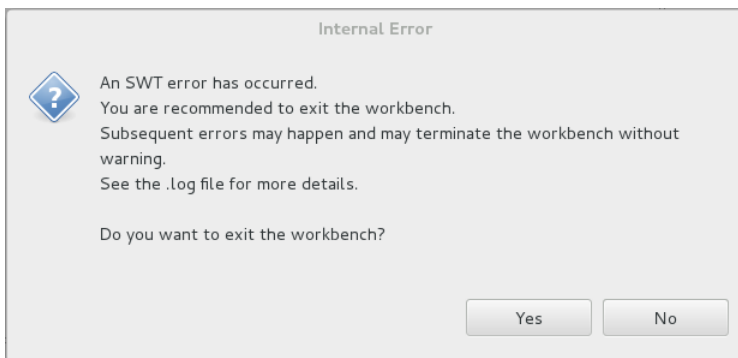 Internal Error
An SWT error has occurred.
You are recommended to exit the workbench.
Subsequent errors may happen and may terminate the workbench without
warning.
See the .log file for more details.
Do you want to exit the workbench?
Yes
No